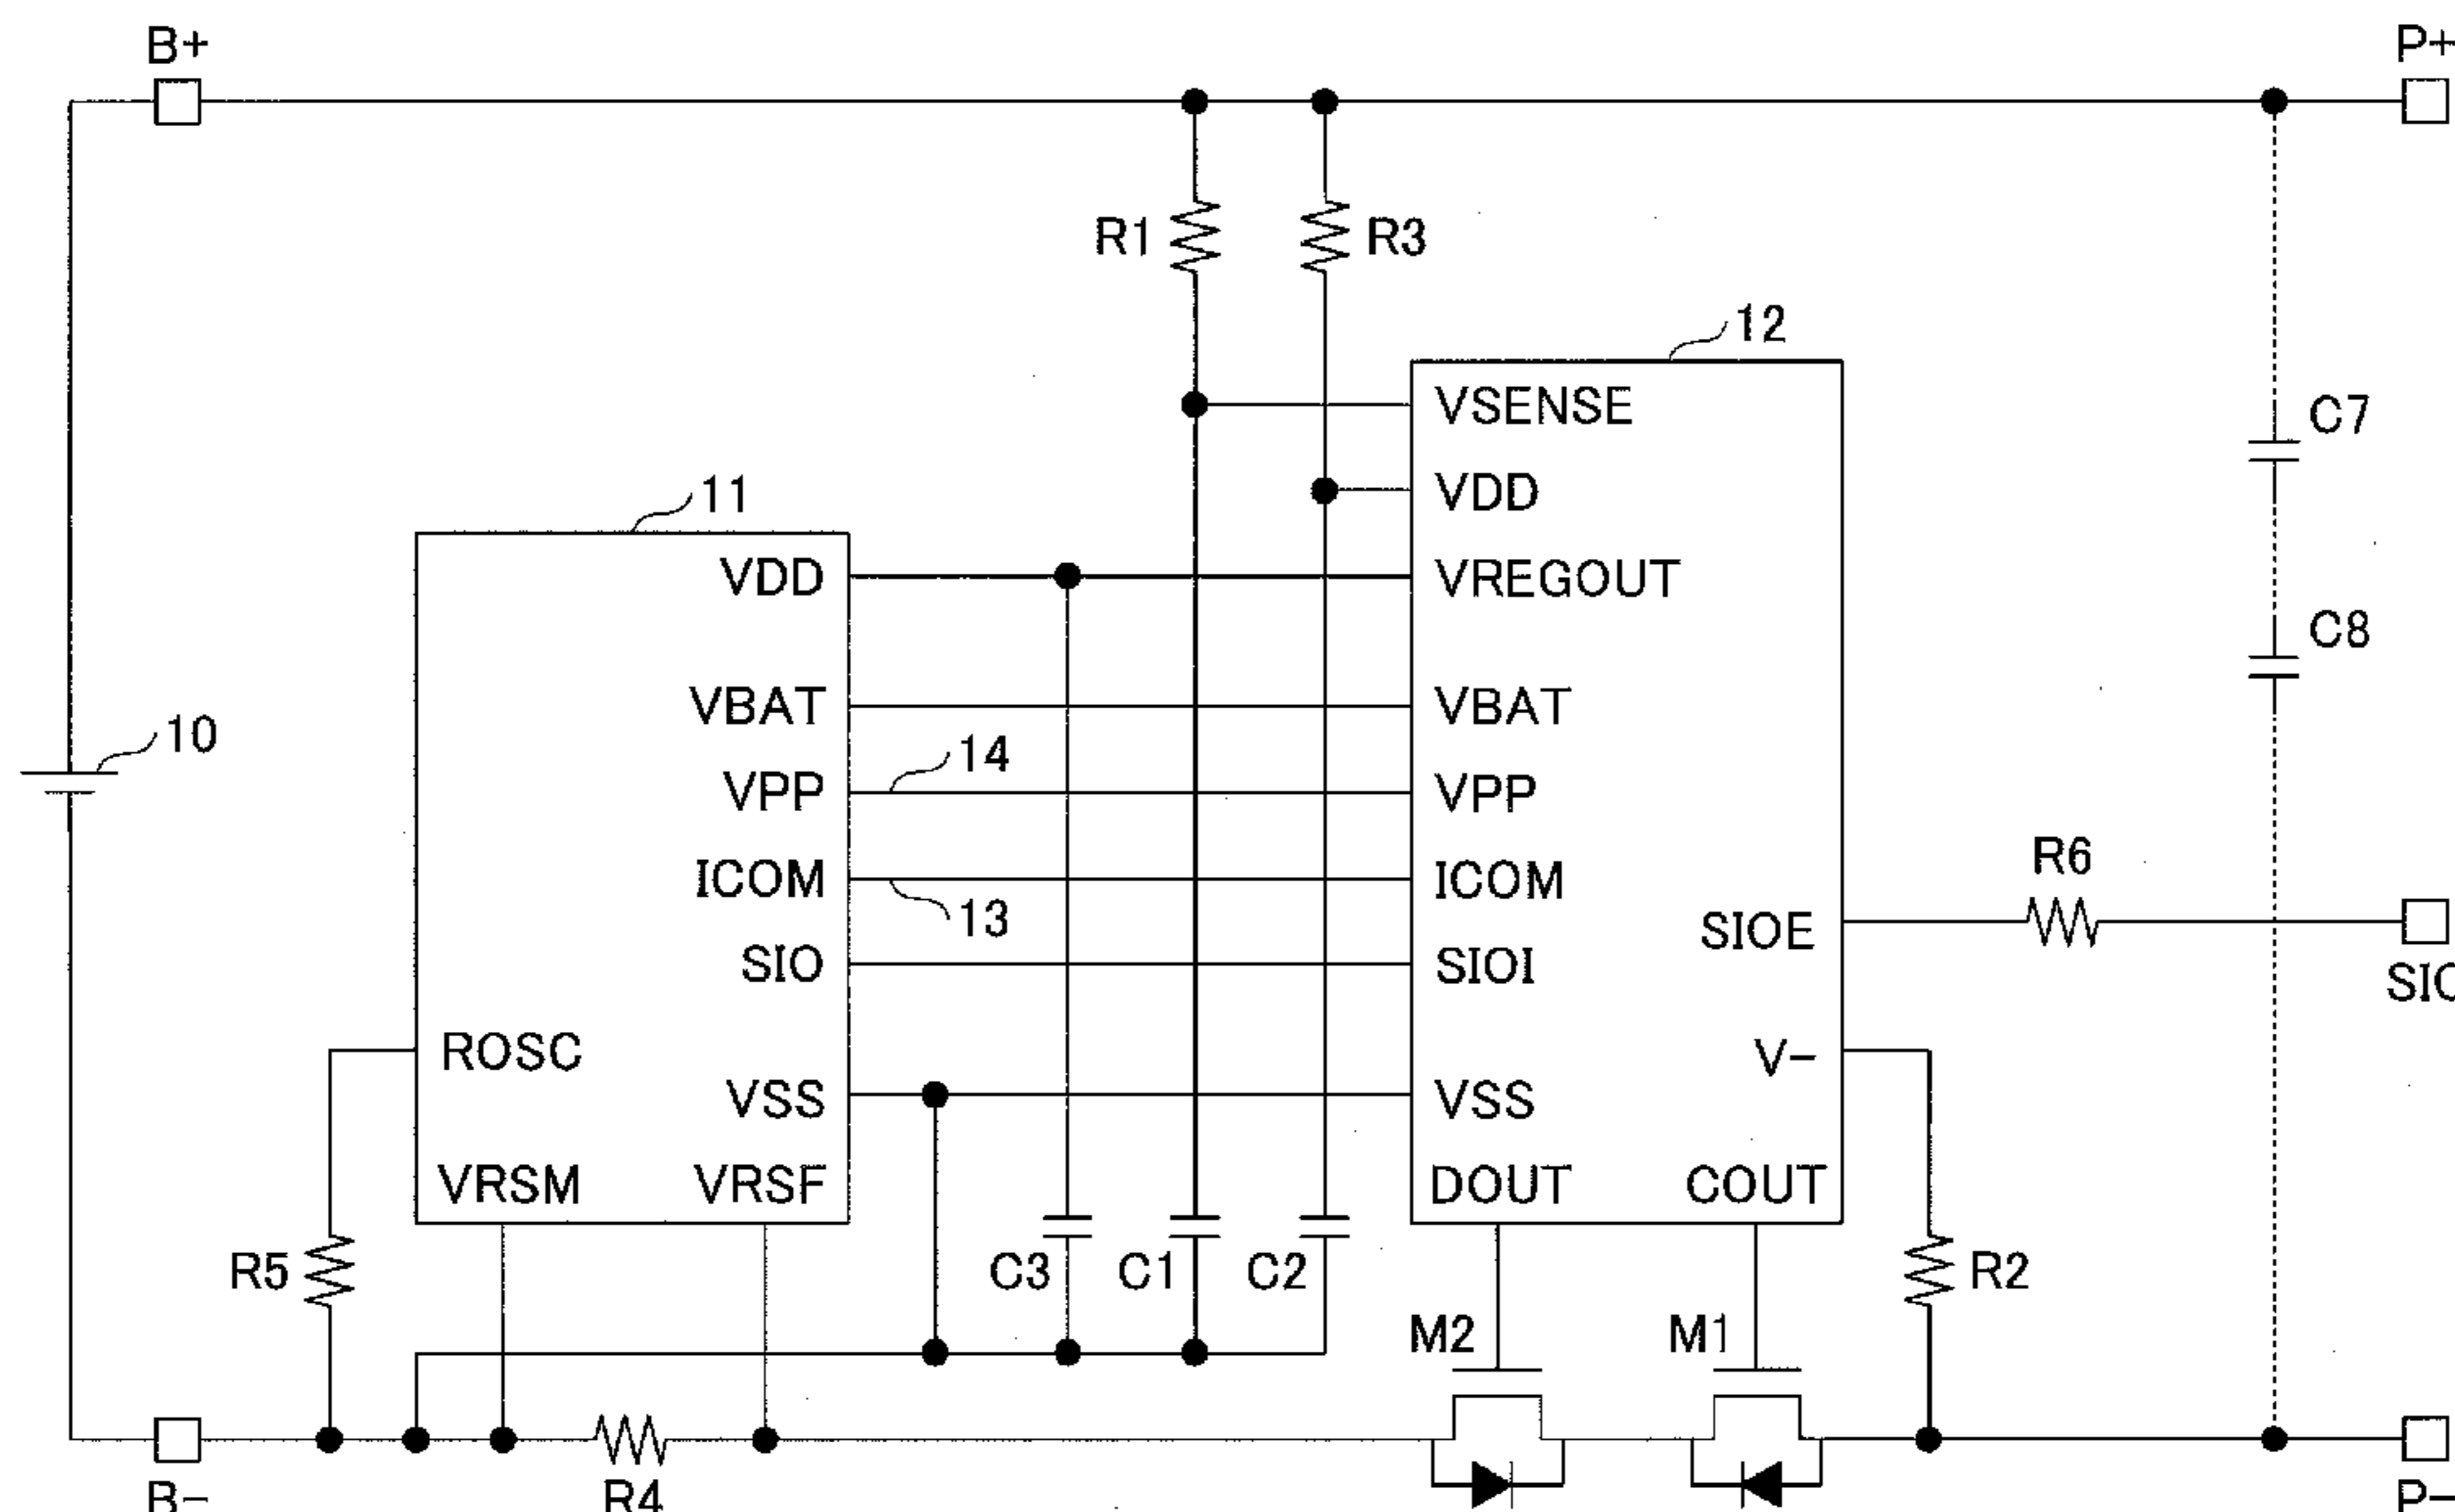 B+
P+
R1
R3
12
VSENSE
C7
11
VDD
VDD
VREGOUT
C8
10
VBAT
VBAT
14
VPP
VPP
R6
ICOM
ICOM
13
SIOE
SIO
SIOI
SIO
ROSC
V-
VSS
VSS
VRSM
VRSF
DOUT
COUT
R5
C3
C1
C2
R2
M2
M1
B-
R4
P-